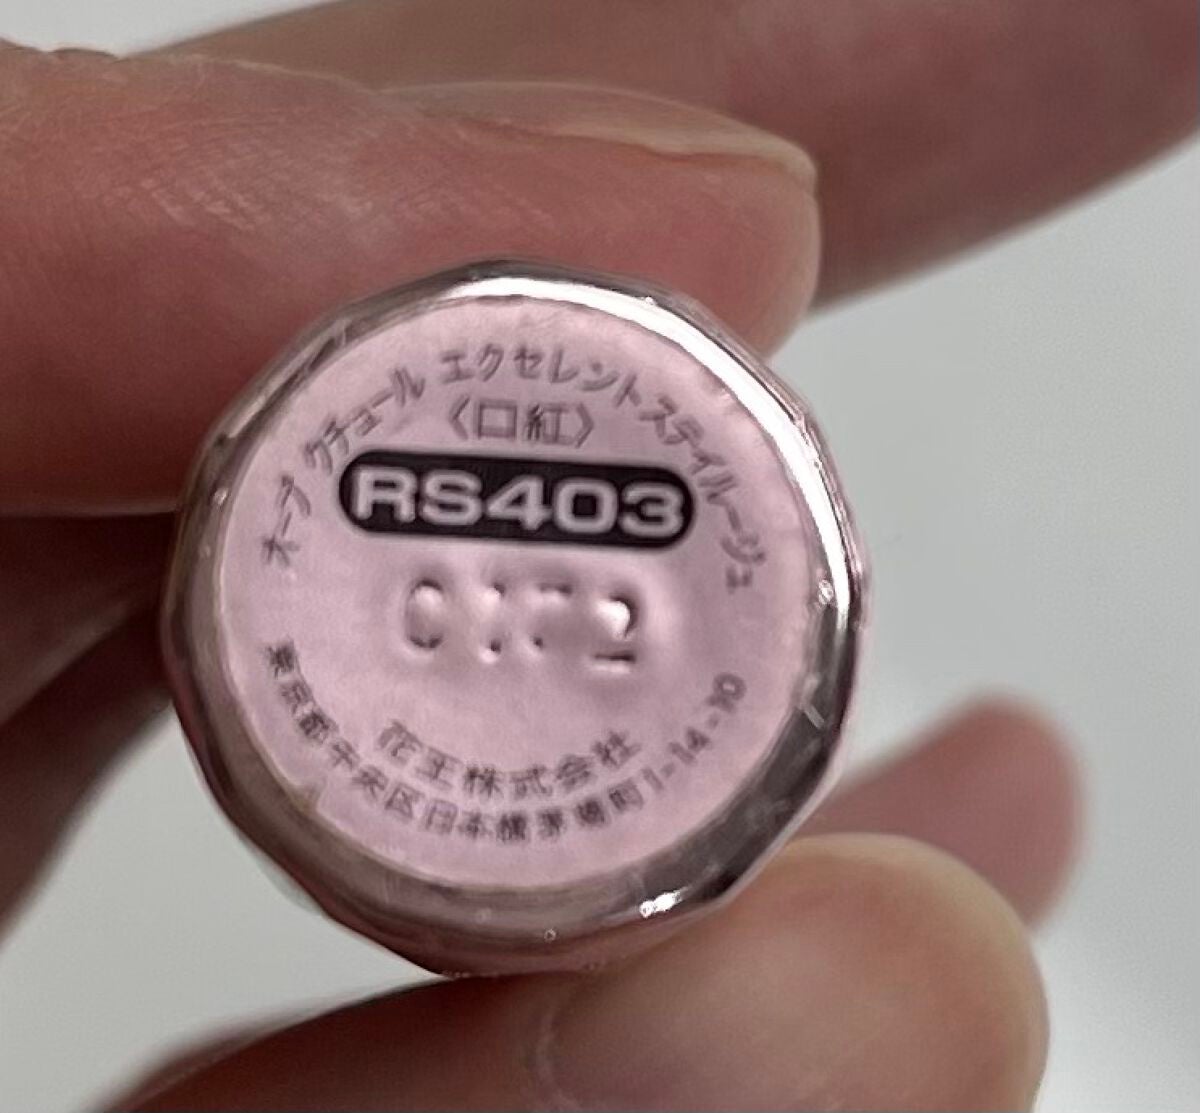 オーブ クチュール エクセレントステイルージュ
〈口紅〉
RS403
花王株式会社
東京都中央区日本橋茅場町1-14-10